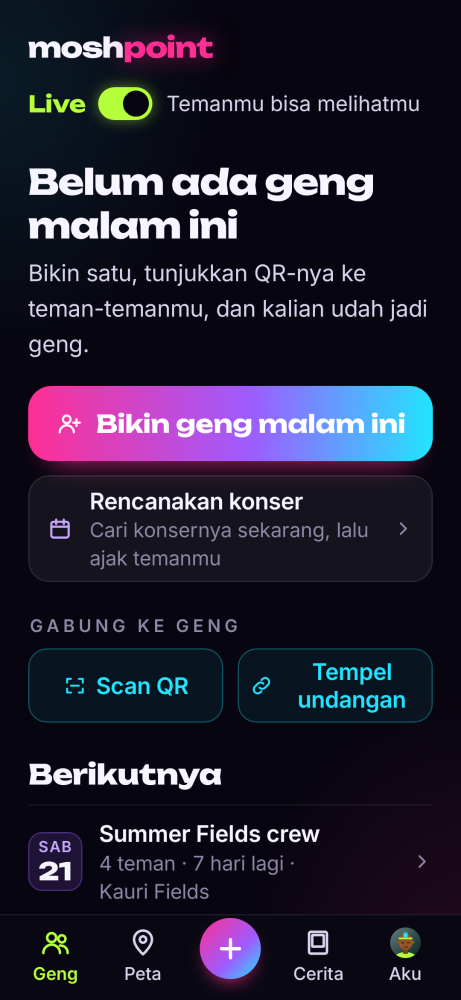 moshpoint
Live Temanmu bisa melihatmu
Belum ada geng
malam ini
Bikin satu, tunjukkan QR-nya ke
teman-temanmu, dan kalian udah jadi
geng.
Bikin geng malam ini
Rencanakan konser
Cari konsernya sekarang, lalu
ajak temanmu
GABUNG KE GENG
Scan QR
Tempel
undangan
Berikutnya
SAB
21
Summer Fields crew
4 teman · 7 hari lagi ·
Kauri Fields
Geng
Peta
Cerita
Aku